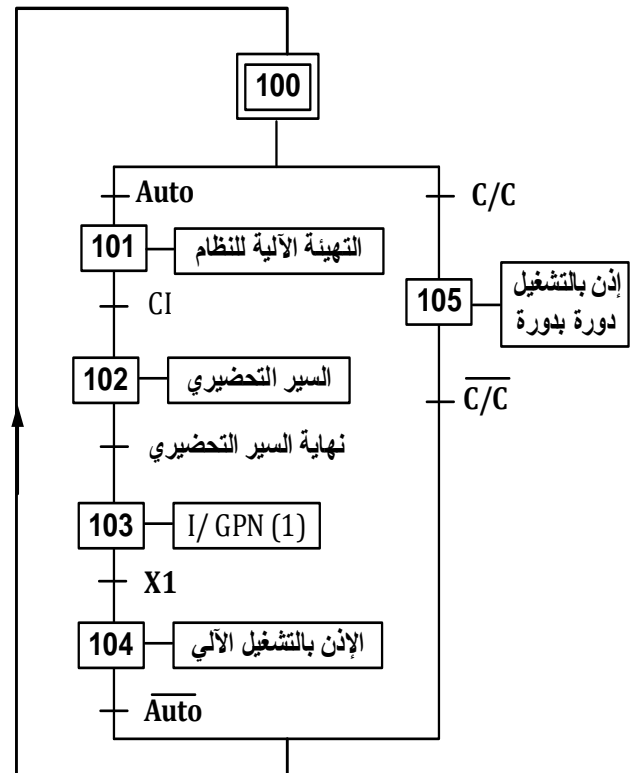 100
Auto
C/C
101
التهيئة الآلية للنظام
CI
105
إذن بالتشغيل
دورة بدورة
102
السير التحضيري
C/C̅
نهاية السير التحضيري
103
I/ GPN (1)
X1
104
الإذن بالتشغيل الآلي
A̅u̅t̅o̅